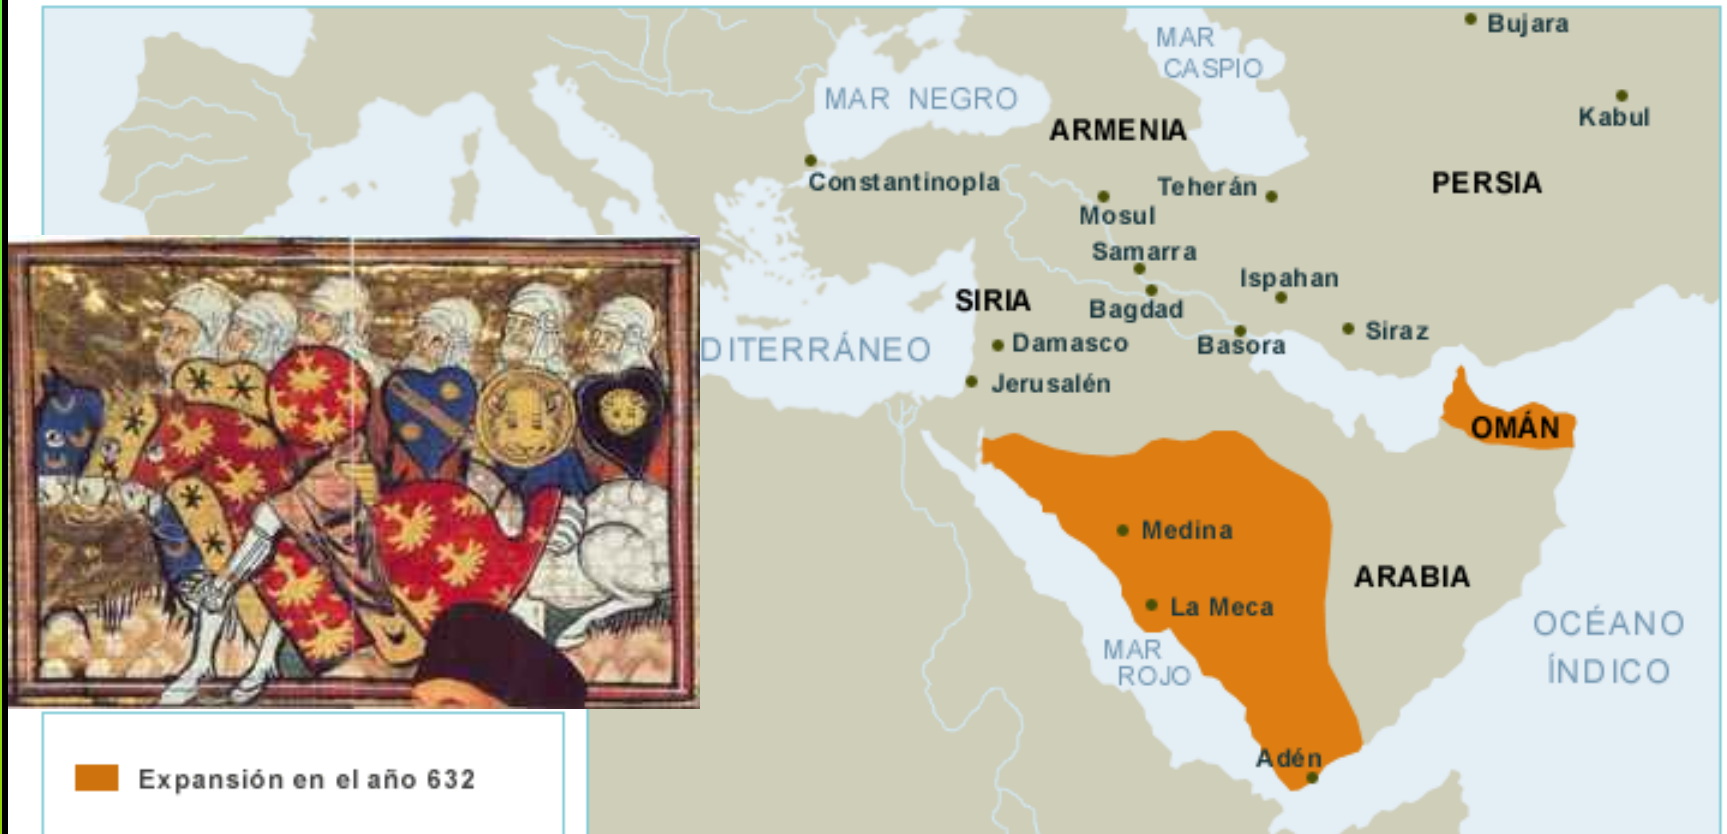 Bujara
MAR
CASPIO
MAR NEGRO
Kabul
ARMENIA
Constantinopla
Teherán
PERSIA
Mosul
Samarra
Ispahan
SIRIA
Bagdad
Siraz
DITERRÁNEO
Damasco
Basora
Jerusalén
OMÁN
Medina
ARABIA
La Meca
OCÉANO
ÍNDICO
MAR
ROJO
Adén
Expansión en el año 632